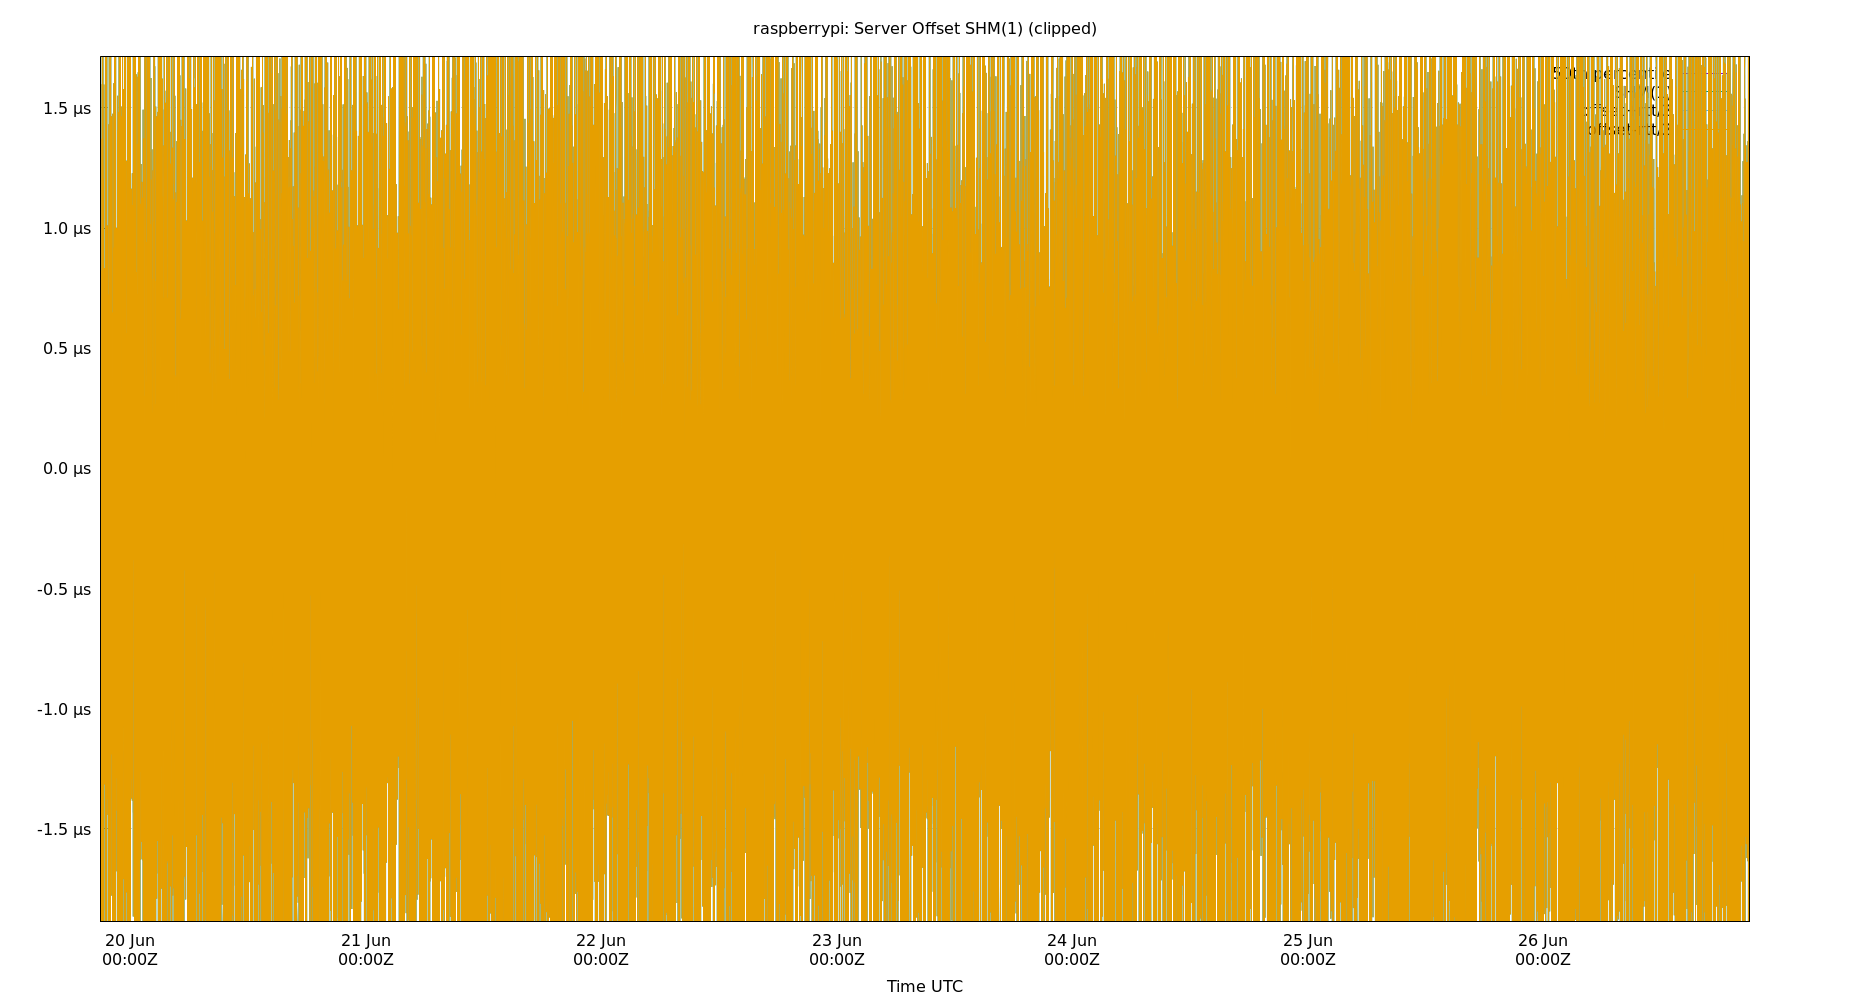 raspberrypi: Server Offset SHM(1) (clipped)
1.5 µs
1.0 µs
0.5 µs
0.0 µs
-0.5 µs
-1.0 µs
-1.5 µs
20 Jun 21 Jun 22 Jun 23 Jun 24 Jun 25 Jun 26 Jun
00:00Z 00:00Z 00:00Z 00:00Z 00:00Z 00:00Z 00:00Z
Time UTC